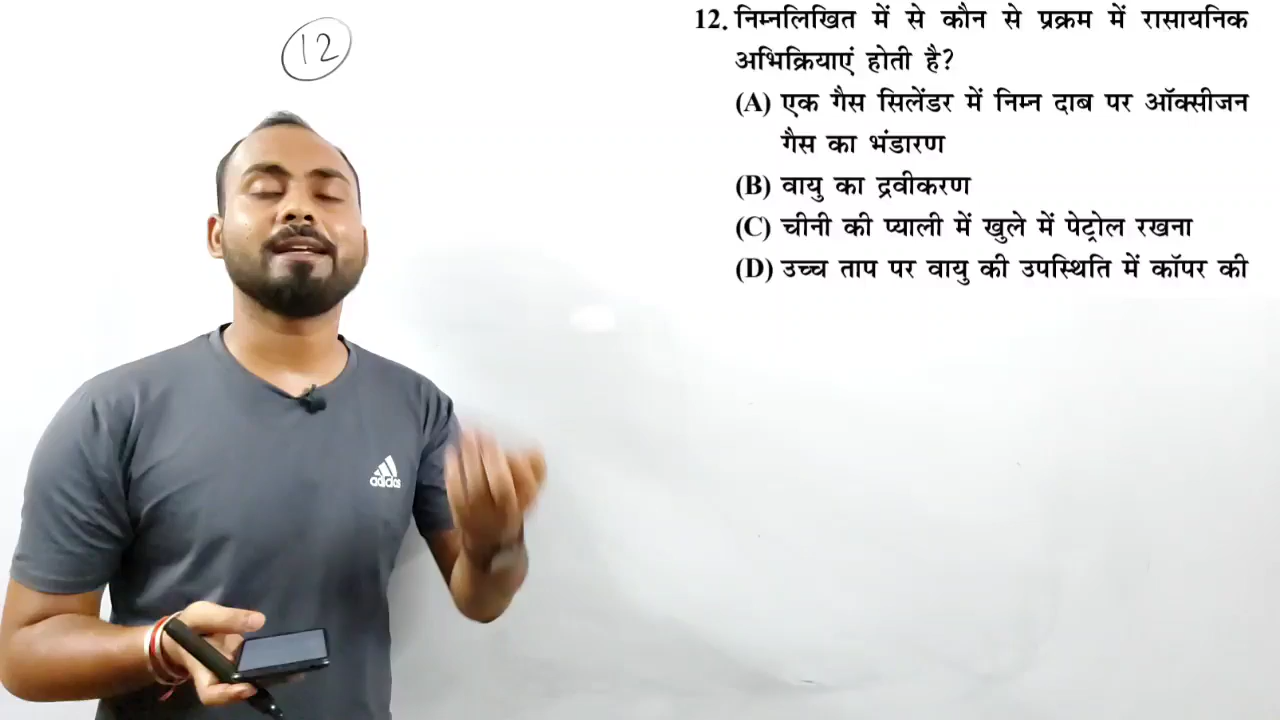 12
12. निम्नलिखित में से कौन से प्रक्रम में रासायनिक
अभिक्रियाएं होती है?
(A) एक गैस सिलेंडर में निम्न दाब पर ऑक्सीजन
गैस का भंडारण
(B) वायु का द्रवीकरण
(C) चीनी की प्याली में खुले में पेट्रोल रखना
(D) उच्च ताप पर वायु की उपस्थिति में कॉपर की
adidas